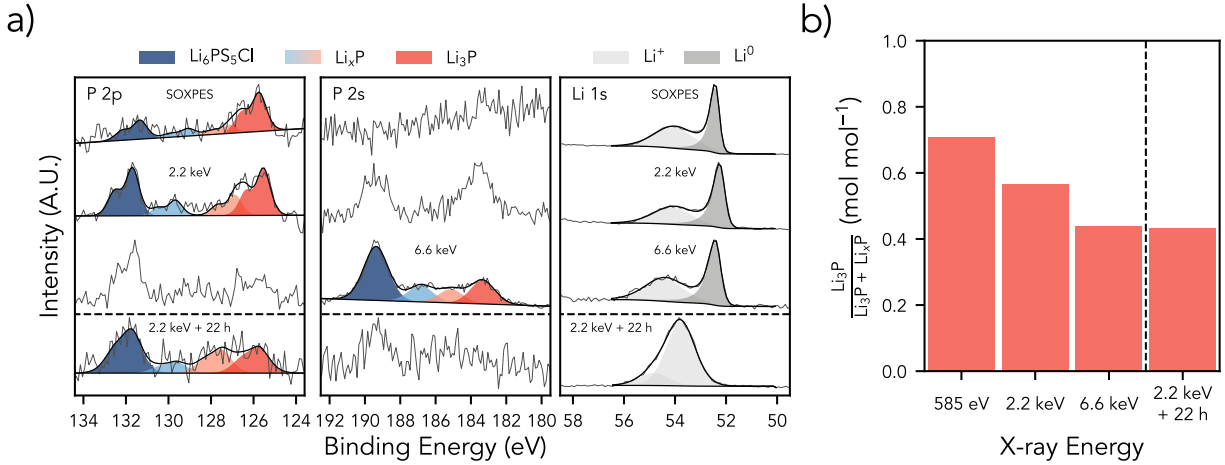 a)
Li₆PS₅Cl LiₓP Li₃P
Li⁺ Li⁰
P 2p SOXPES
P 2s
Li 1s SOXPES
2.2 keV
2.2 keV
6.6 keV
6.6 keV
2.2 keV + 22 h
2.2 keV + 22 h
Intensity (A.U.)
134 132 130 128 126 124
192 190 188 186 184 182 180
58 56 54 52 50
Binding Energy (eV)
b)
1.0
0.8
0.6
0.4
0.2
0.0
Li₃P
Li₃P + LiₓP
(mol mol⁻¹)
585 eV 2.2 keV 6.6 keV 2.2 keV
+ 22 h
X-ray Energy